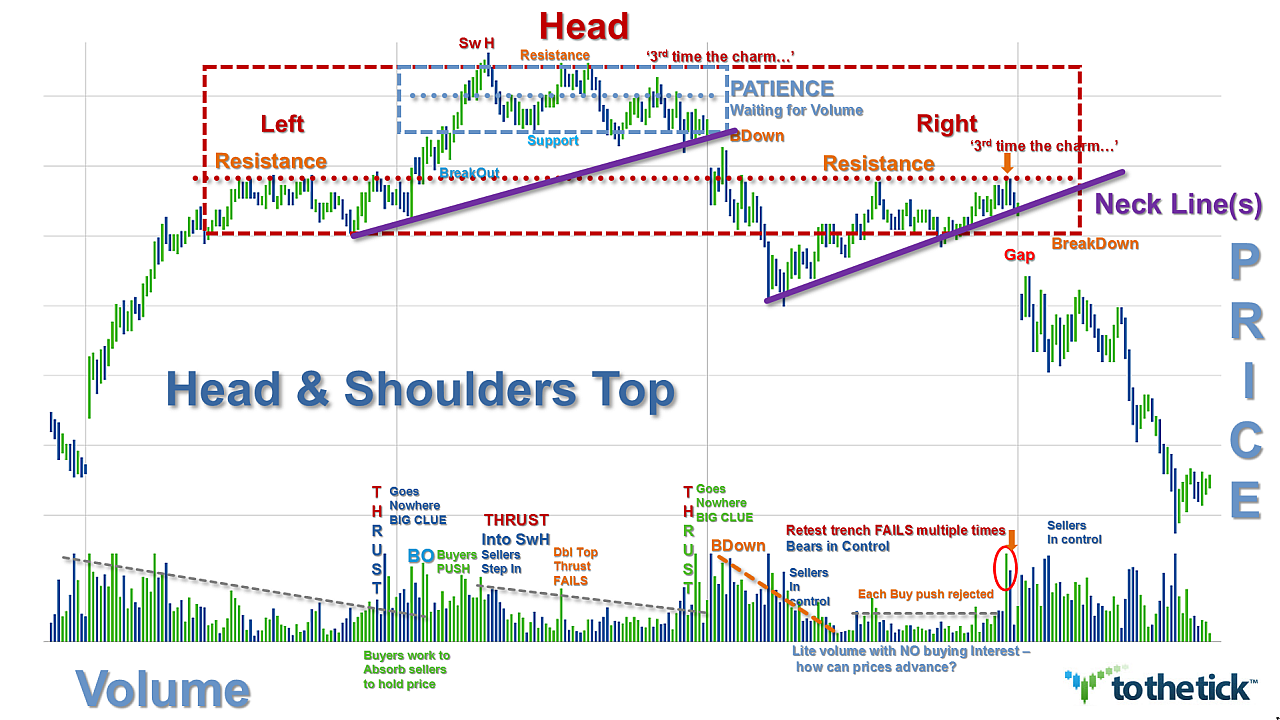 Head
Sw H
Resistance
‘3rd time the charm…’
PATIENCE
Waiting for Volume
Left
Right
BDown
Support
‘3rd time the charm…’
Resistance
Resistance
BreakOut
Neck Line(s)
BreakDown
Gap
PRICE
Head & Shoulders Top
THRUST
Goes
Nowhere
BIG CLUE
THRUST
Into SwH
Sellers
Step In
BO
Buyers
PUSH
Dbl Top
Thrust
FAILS
THRUST
Goes
Nowhere
BIG CLUE
BDown
Retest trench FAILS multiple times
Bears in Control
Sellers
In
control
Each Buy push rejected
Sellers
In control
Buyers work to
Absorb sellers
to hold price
Lite volume with NO buying Interest –
how can prices advance?
Volume
tothetick™